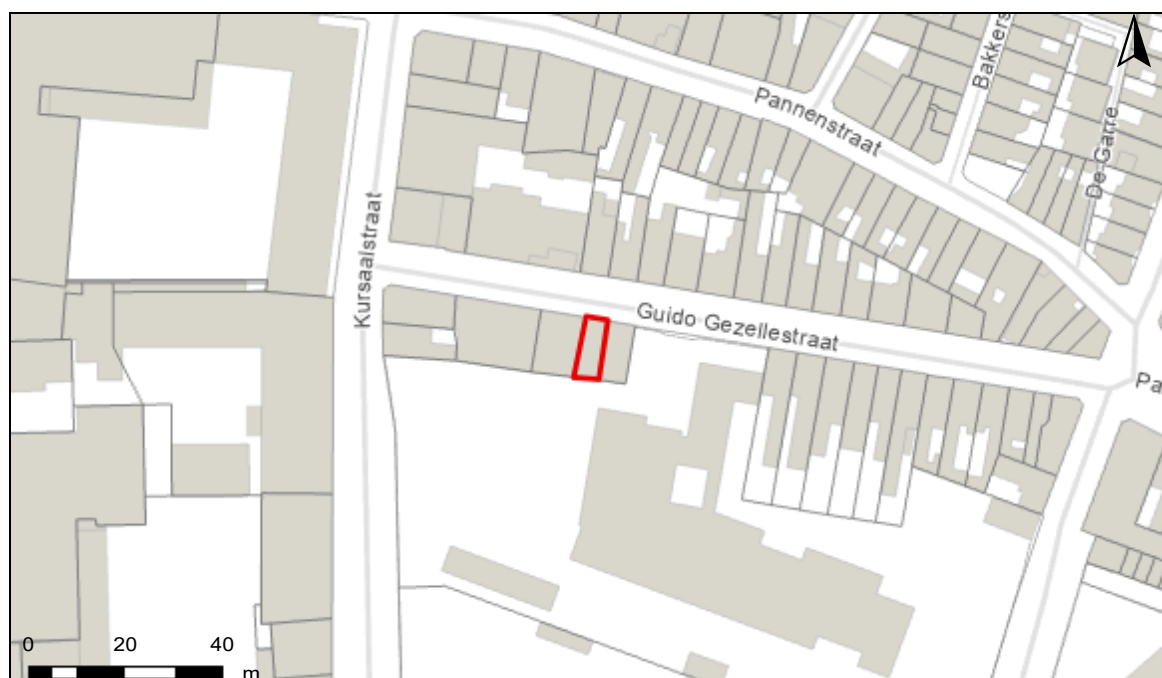 Bakkers
Pannenstraat
De Garre
Kursaalstraat
Guido Gezellestraat
Pa
0 20 40
m